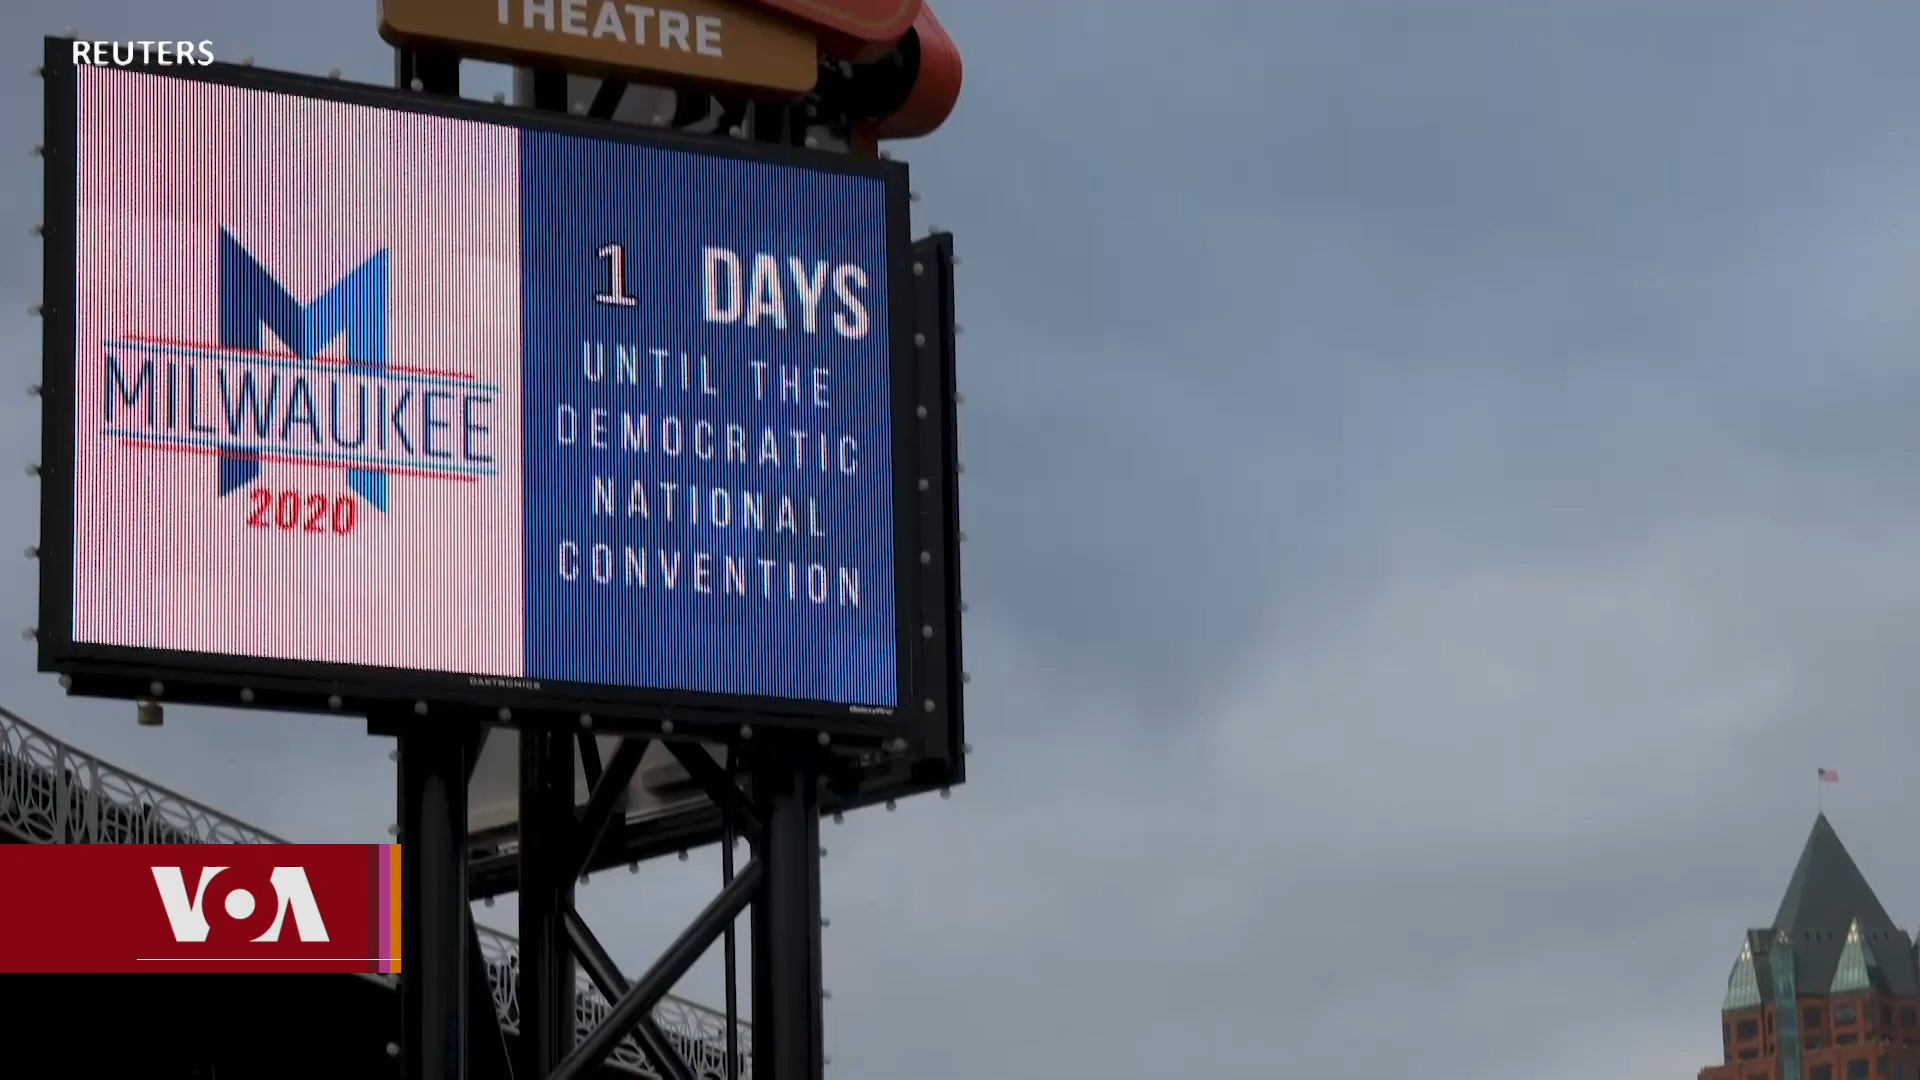 THEATRE
REUTERS
MILWAUKEE
2020
1 DAYS
UNTIL THE
DEMOCRATIC
NATIONAL
CONVENTION
DAKTRONICS
VOA